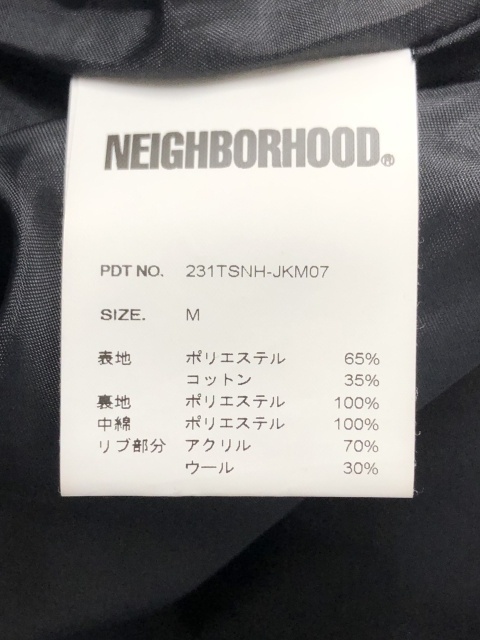 NEIGHBORHOOD®
PDT NO. 231TSNH-JKM07
SIZE. M
表地 ポリエステル 65%
コットン 35%
裏地 ポリエステル 100%
中綿 ポリエステル 100%
リブ部分 アクリル 70%
ウール 30%